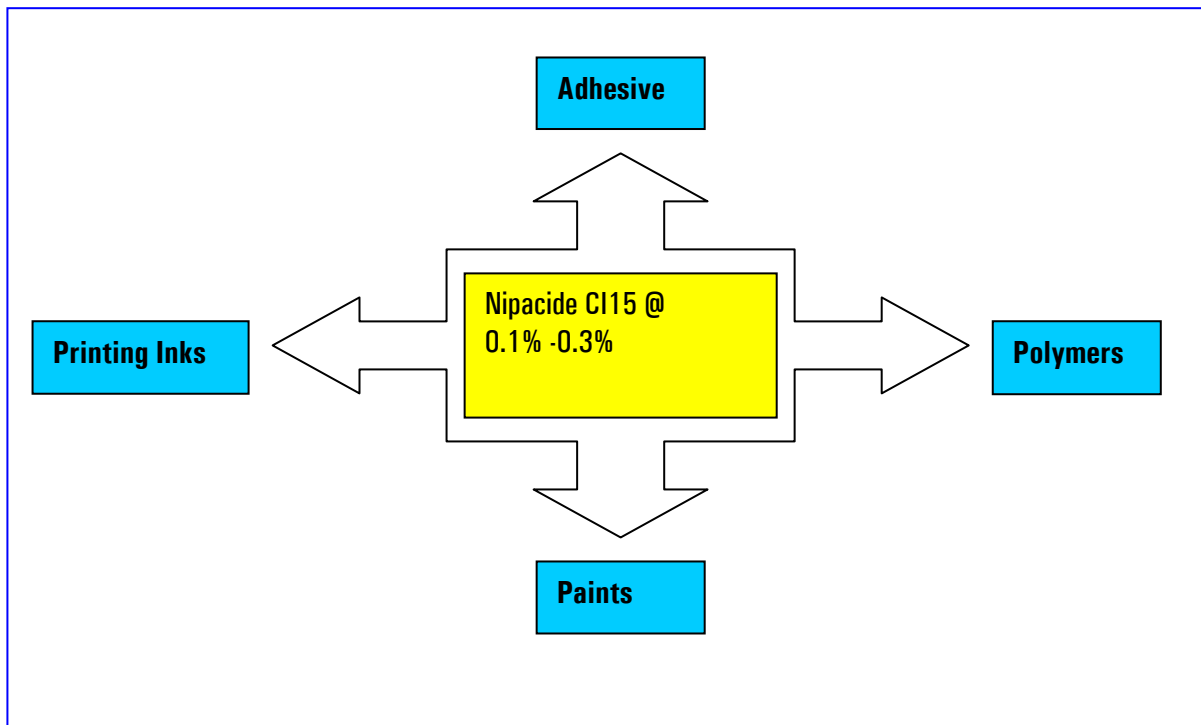 Adhesive
Printing Inks
Nipacide CI15 @
0.1% -0.3%
Polymers
Paints